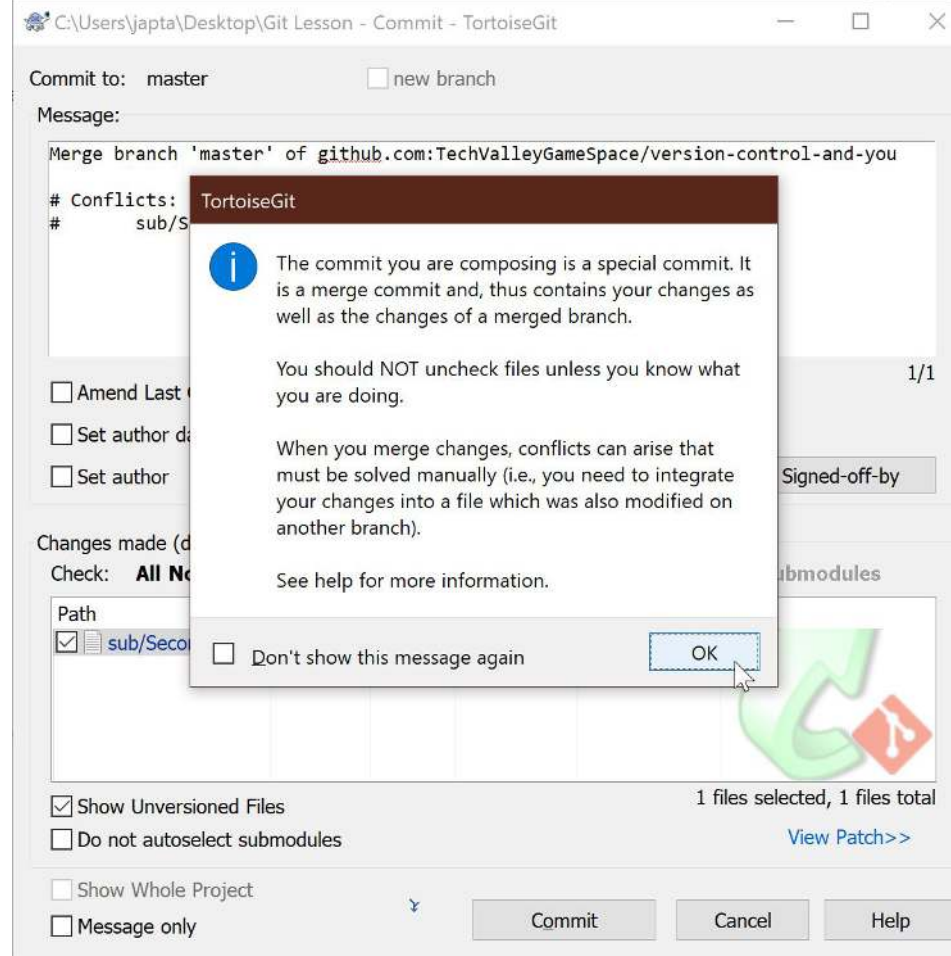 C:\Users\japta\Desktop\Git Lesson - Commit - TortoiseGit
Commit to: master
new branch
Message:
Merge branch 'master' of github.com:TechValleyGameSpace/version-control-and-you
# Conflicts:
# sub/S
TortoiseGit
The commit you are composing is a special commit. It
is a merge commit and, thus contains your changes as
well as the changes of a merged branch.
You should NOT uncheck files unless you know what
you are doing.
When you merge changes, conflicts can arise that
must be solved manually (i.e., you need to integrate
your changes into a file which was also modified on
another branch).
See help for more information.
Don't show this message again
OK
1/1
Amend Last
Set author da
Set author
Signed-off-by
Changes made (d
Check: All No
Path
sub/Seco
1 files selected, 1 files total
Show Unversioned Files
Do not autoselect submodules
View Patch>>
Show Whole Project
Message only
Commit
Cancel
Help